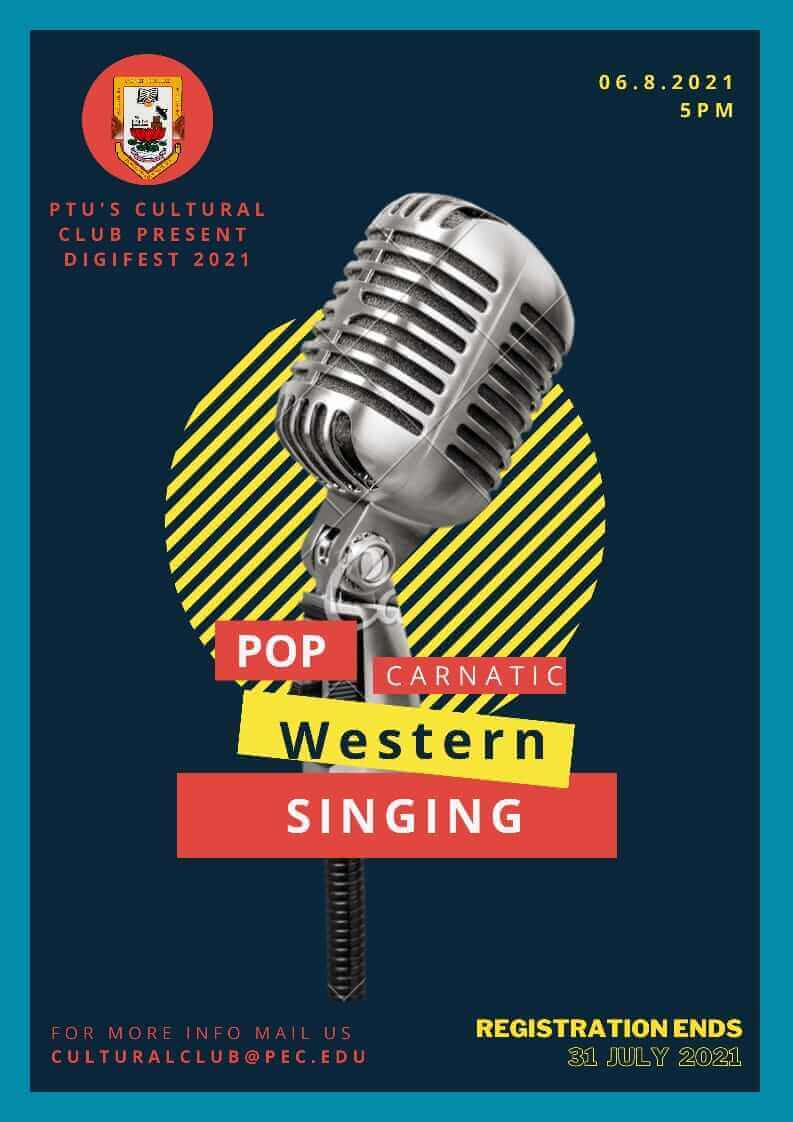 06.8.2021
5PM
PTU'S CULTURAL
CLUB PRESENT
DIGIFEST 2021
POP
CARNATIC
Western
SINGING
FOR MORE INFO MAIL US
CULTURALCLUB@PEC.EDU
REGISTRATION ENDS
31 JULY 2021